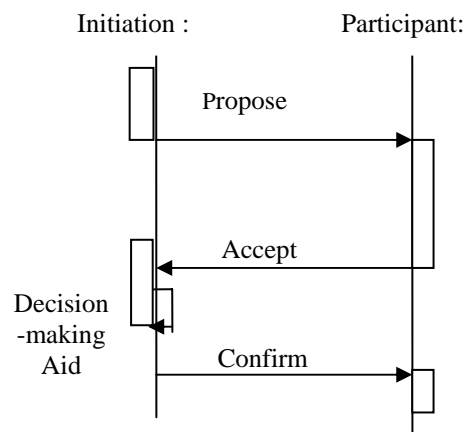 Initiation : Participant:
Propose
Accept
Decision
-making
Aid
Confirm